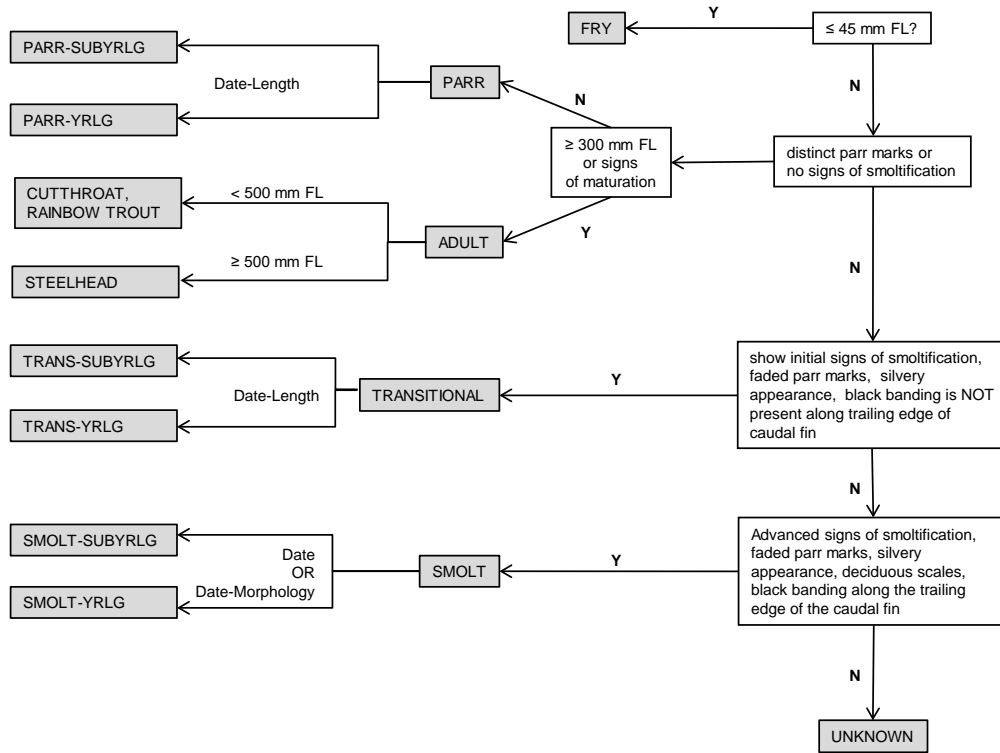 Y
FRY
≤ 45 mm FL?
PARR-SUBYRLG
Date-Length
PARR
PARR-YRLG
N
N
≥ 300 mm FL
or signs
of maturation
distinct parr marks or
no signs of smoltification
CUTTHROAT,
RAINBOW TROUT
< 500 mm FL
Y
ADULT
≥ 500 mm FL
STEELHEAD
N
TRANS-SUBYRLG
Date-Length
TRANSITIONAL
TRANS-YRLG
Y
show initial signs of smoltification,
faded parr marks, silvery
appearance, black banding is NOT
present along trailing edge of
caudal fin
N
SMOLT-SUBYRLG
Date
OR
Date-Morphology
SMOLT-YRLG
SMOLT
Y
Advanced signs of smoltification,
faded parr marks, silvery
appearance, deciduous scales,
black banding along the trailing
edge of the caudal fin
N
UNKNOWN